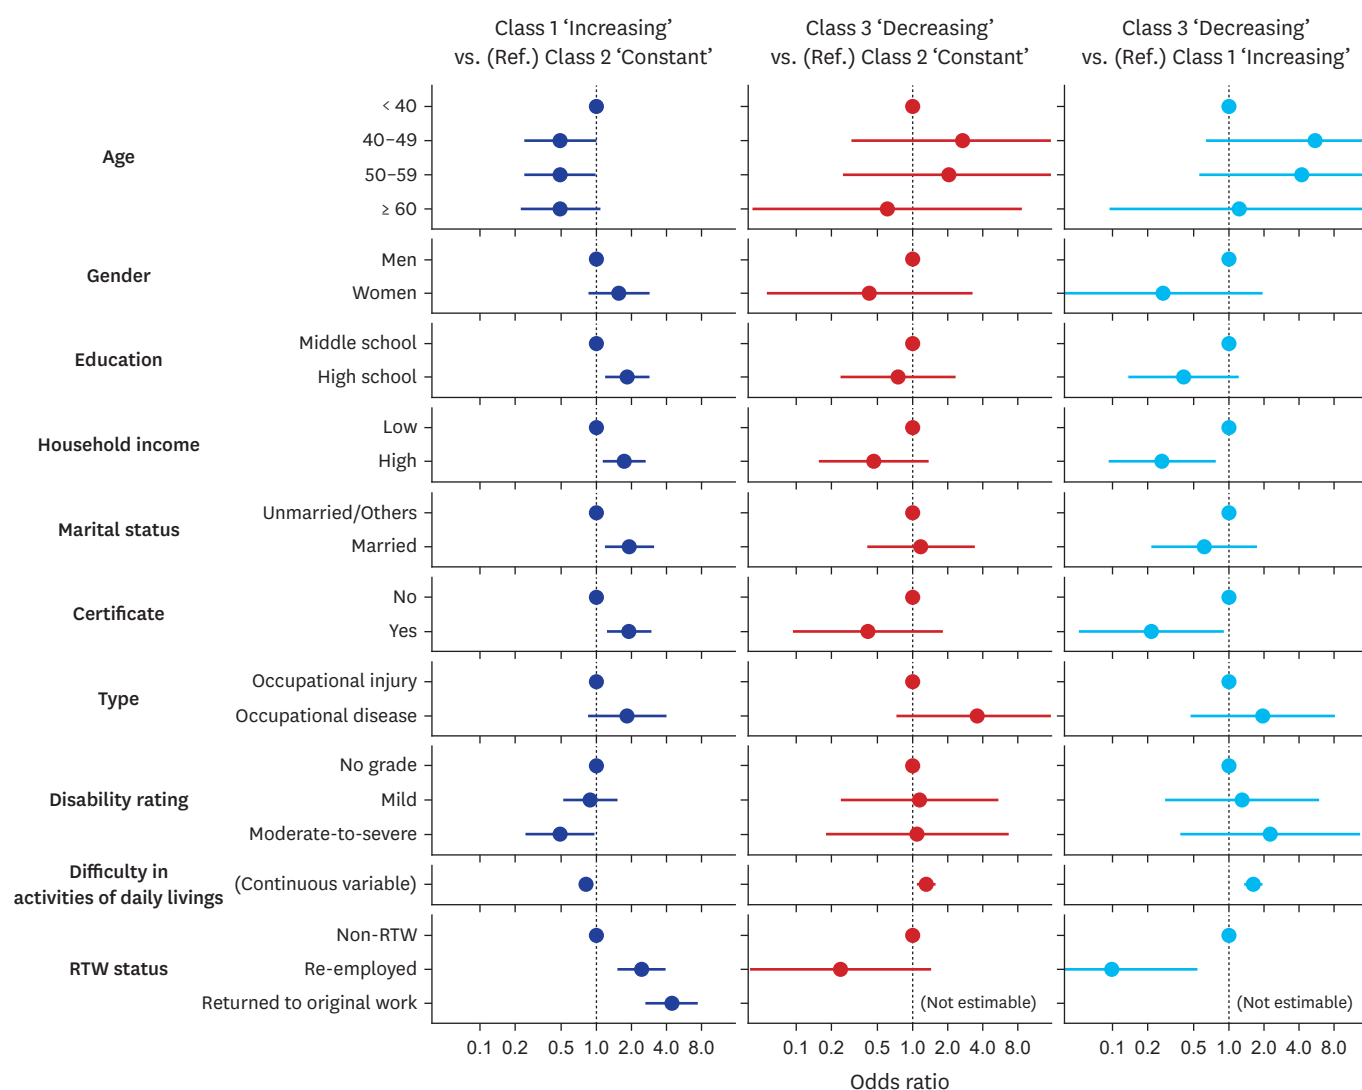 Class 1 ‘Increasing’
vs. (Ref.) Class 2 ‘Constant’
Class 3 ‘Decreasing’
vs. (Ref.) Class 2 ‘Constant’
Class 3 ‘Decreasing’
vs. (Ref.) Class 1 ‘Increasing’
Age
< 40
40–49
50–59
≥ 60
Gender
Men
Women
Education
Middle school
High school
Household income
Low
High
Marital status
Unmarried/Others
Married
Certificate
No
Yes
Type
Occupational injury
Occupational disease
Disability rating
No grade
Mild
Moderate-to-severe
Difficulty in
activities of daily livings
(Continuous variable)
RTW status
Non-RTW
Re-employed
Returned to original work
(Not estimable)
(Not estimable)
0.1 0.2 0.5 1.0 2.0 4.0 8.0
0.1 0.2 0.5 1.0 2.0 4.0 8.0
0.1 0.2 0.5 1.0 2.0 4.0 8.0
Odds ratio